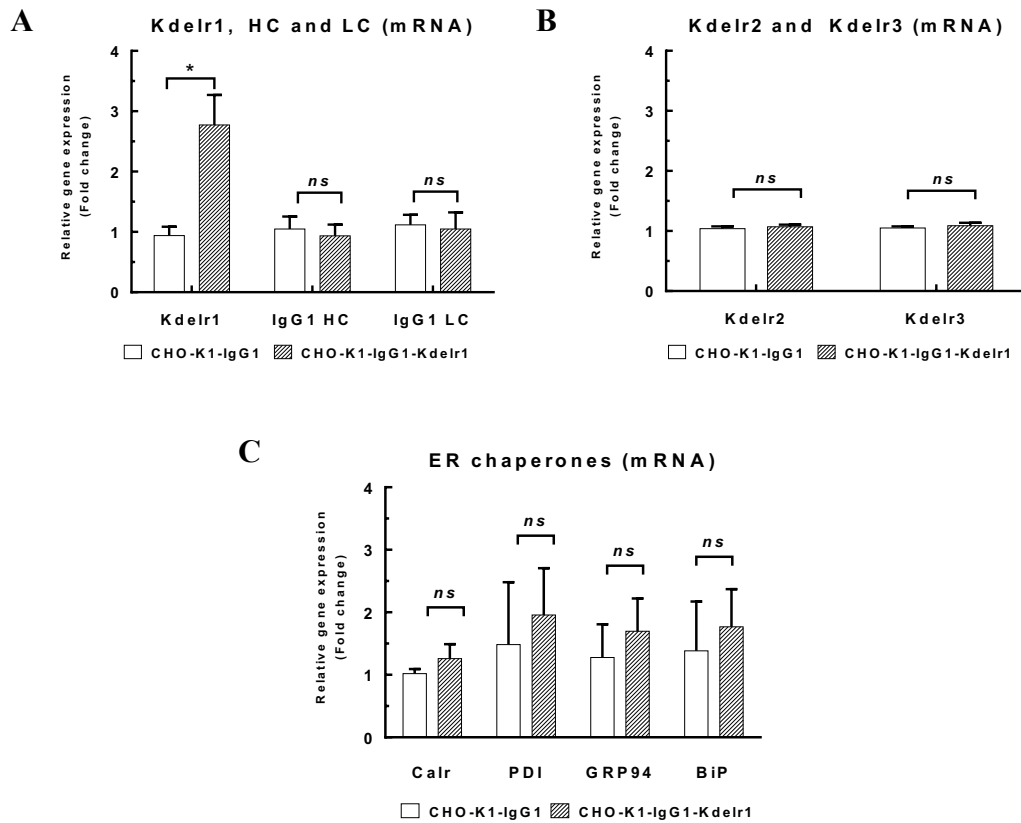 A
Kdelr1, HC and LC (mRNA)
Relative gene expression
(Fold change)
4
3
2
1
0
*
ns
ns
Kdelr1 IgG1 HC IgG1 LC
CHO-K1-IgG1 CHO-K1-IgG1-Kdelr1
B
Kdelr2 and Kdelr3 (mRNA)
Relative gene expression
(Fold change)
4
3
2
1
0
ns
ns
Kdelr2 Kdelr3
CHO-K1-IgG1 CHO-K1-IgG1-Kdelr1
C
ER chaperones (mRNA)
Relative gene expression
(Fold change)
4
3
2
1
0
ns
ns
ns
ns
Calr PDI GRP94 BiP
CHO-K1-IgG1 CHO-K1-IgG1-Kdelr1